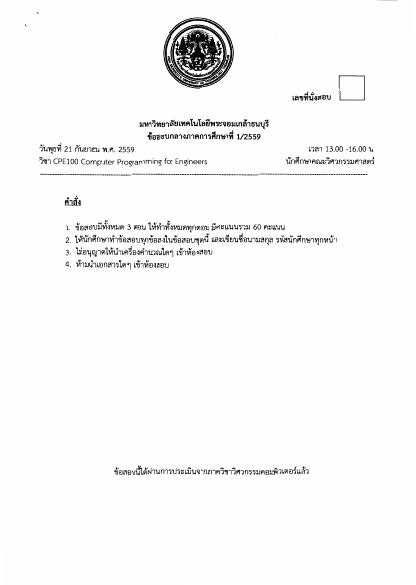 เลขที่นั่งสอบ
มหาวิทยาลัยเทคโนโลยีพระจอมเกล้าธนบุรี
ข้อสอบกลางภาคการศึกษาที่ 1/2559
วันพุธที่ 21 กันยายน พ.ศ. 2559 เวลา 13.00 -16.00 น
วิชา CPE100 Computer Programming for Engineers นักศึกษาคณะวิศวกรรมศาสตร์
คำสั่ง
1. ข้อสอบมีทั้งหมด 3 ตอน ให้ทำทั้งหมดทุกตอบ มีคะแนนรวม 60 คะแนน
2. ให้นักศึกษาทำข้อสอบทุกข้อลงในข้อสอบชุดนี้ และเขียนชื่อนามสกุล รหัสนักศึกษาทุกหน้า
3. ไม่อนุญาตให้นำเครื่องคำนวณใดๆ เข้าห้องสอบ
4. ห้ามนำเอกสารใดๆ เข้าห้องสอบ
ข้อสอบนี้ได้ผ่านการประเมินจากภาควิชาวิศวกรรมคอมพิวเตอร์แล้ว